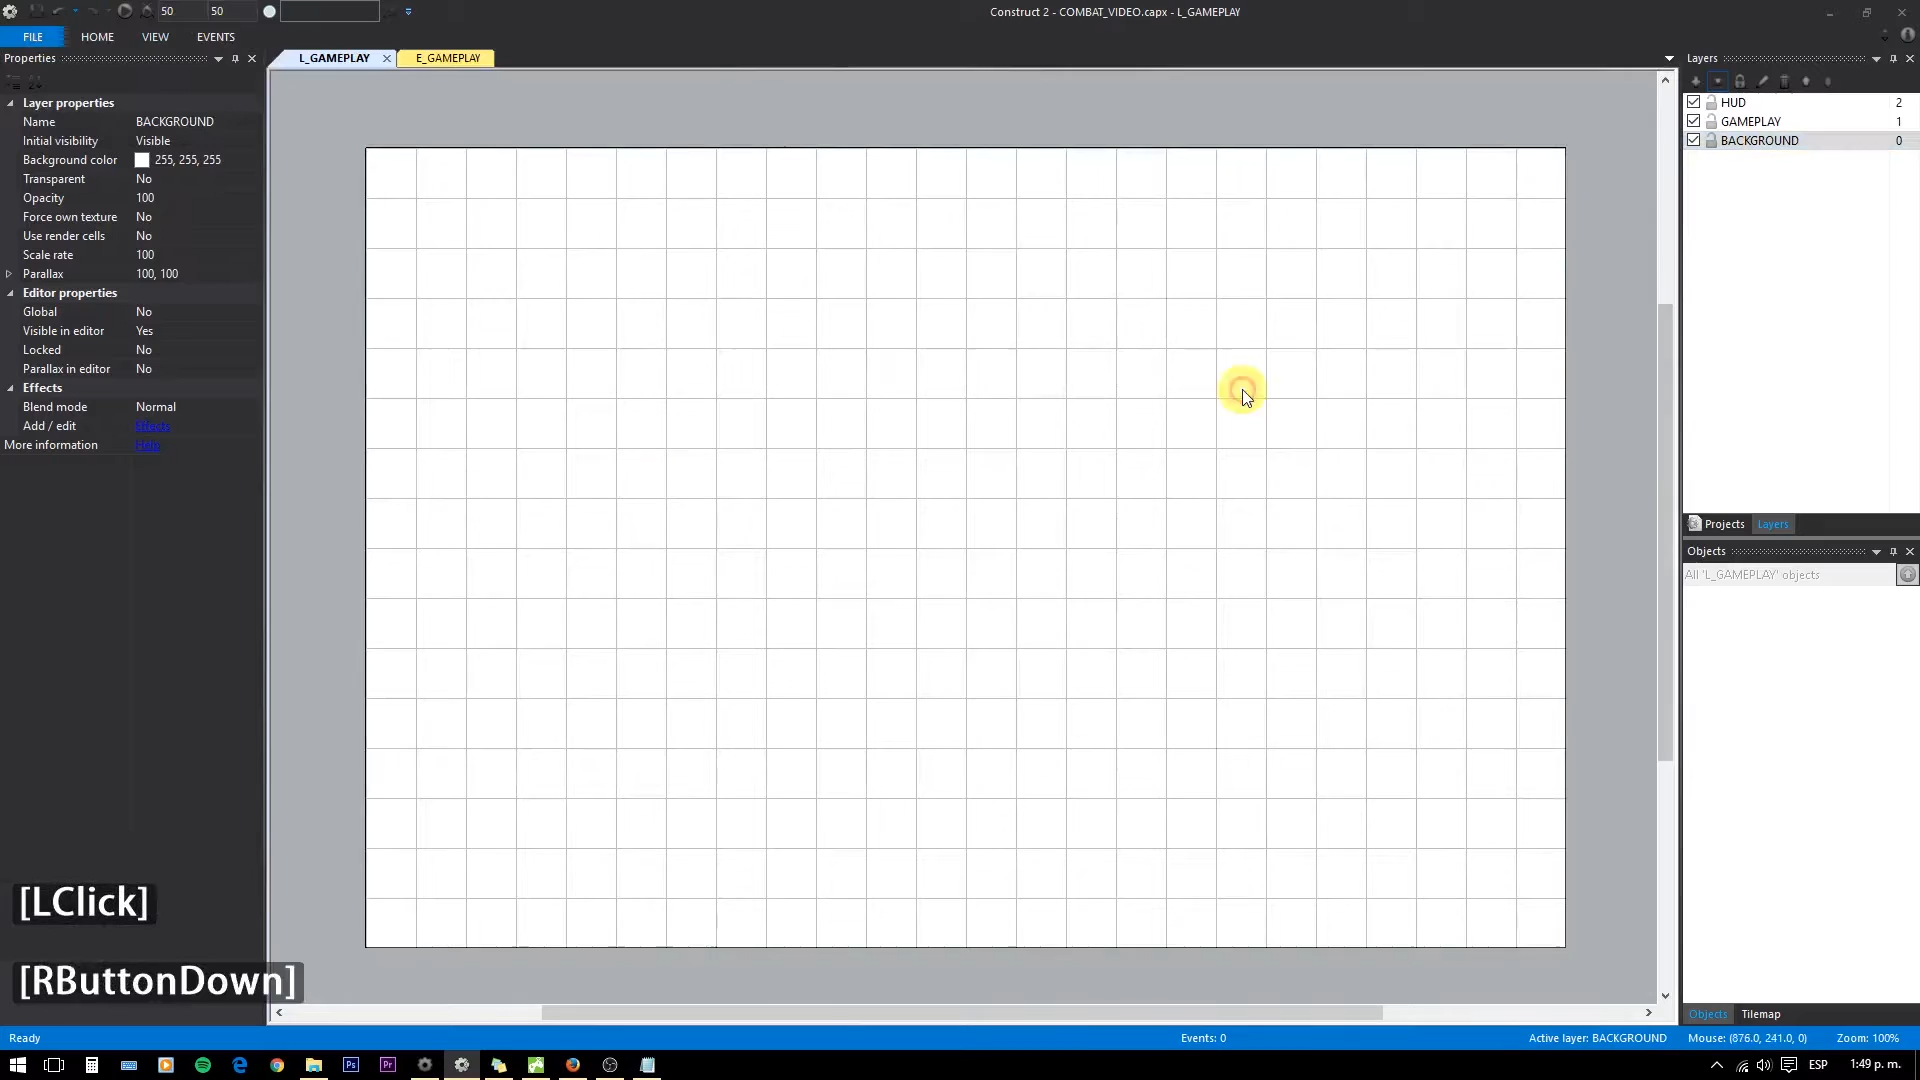 50 50
Construct 2 - COMBAT_VIDEO.capx - L_GAMEPLAY
FILE HOME VIEW EVENTS
Properties
L_GAMEPLAY E_GAMEPLAY
Layers
Layer properties
Name BACKGROUND
Initial visibility Visible
Background color 255, 255, 255
Transparent No
Opacity 100
Force own texture No
Use render cells No
Scale rate 100
Parallax 100, 100
Editor properties
Global No
Visible in editor Yes
Locked No
Parallax in editor No
Effects
Blend mode Normal
Add / edit Effects
More information Help
HUD 2
GAMEPLAY 1
BACKGROUND 0
Projects Layers
Objects
All 'L_GAMEPLAY' objects
[LClick]
[RButtonDown]
Objects Tilemap
Ready Events: 0 Active layer: BACKGROUND Mouse: (876.0, 241.0, 0) Zoom: 100%
Ps Pr ESP 1:49 p. m.